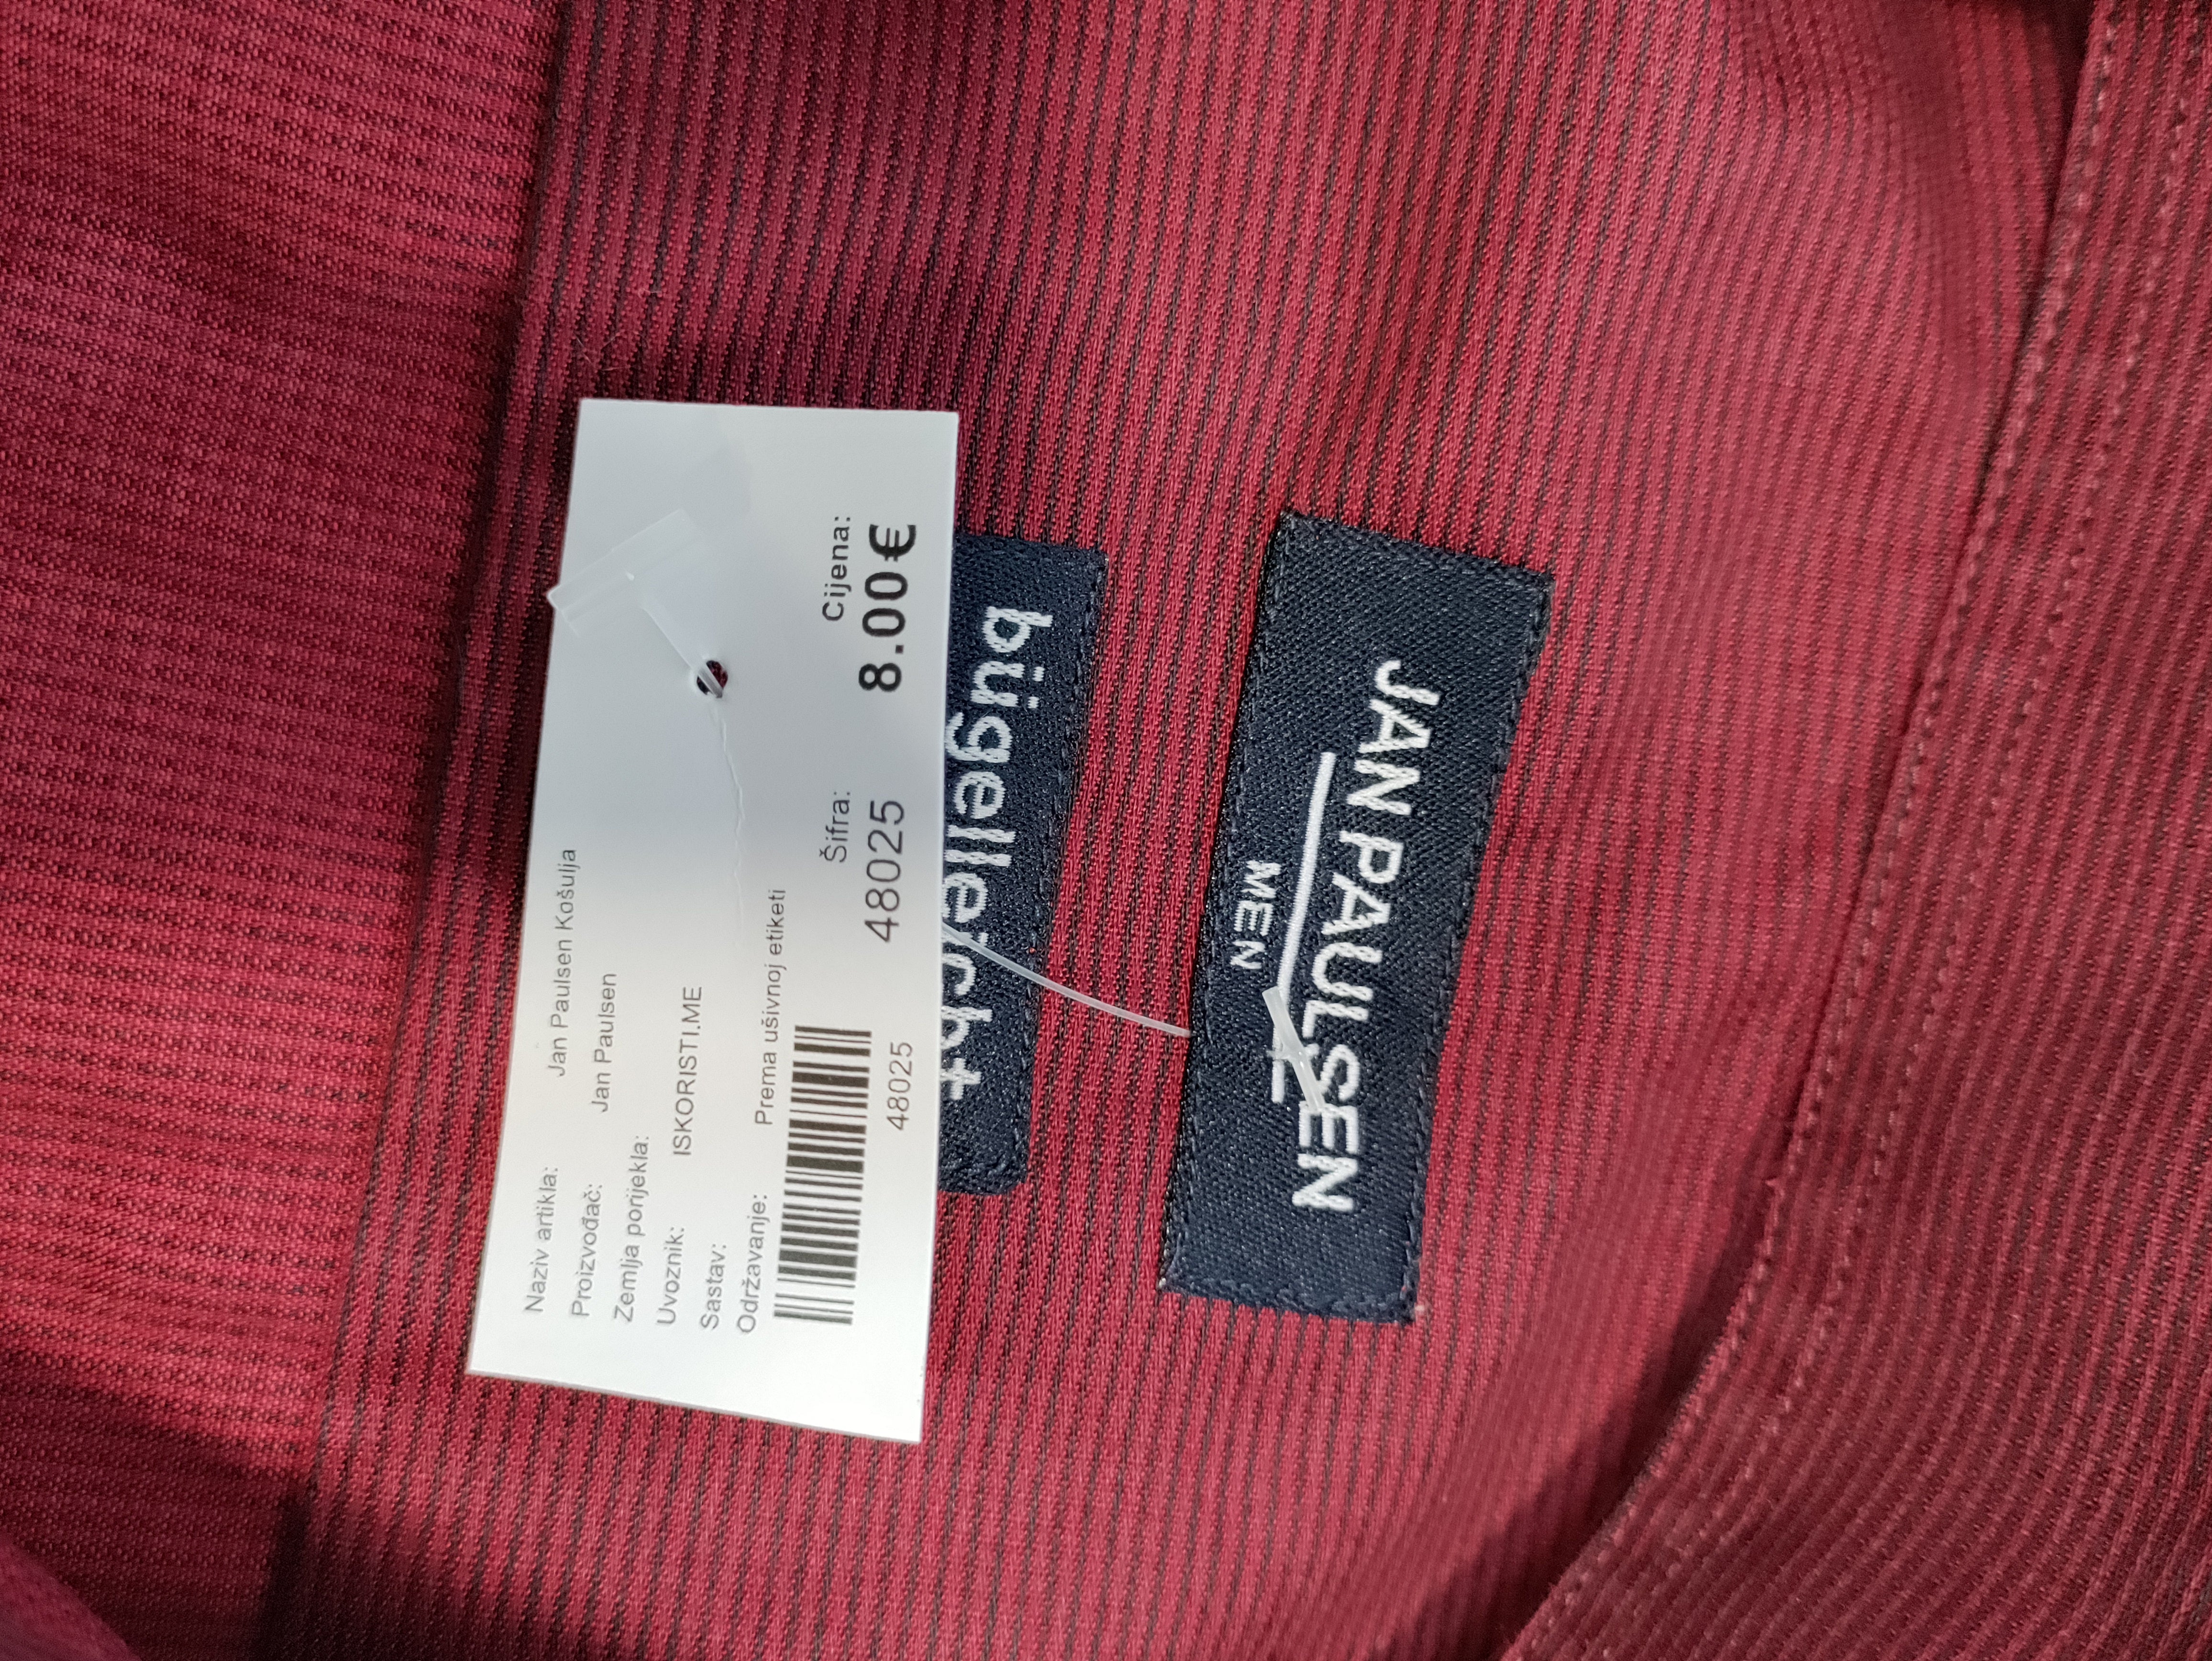 Naziv artikla: Jan Paulsen Košulja
Proizvođač: Jan Paulsen
Zemlja porijekla:
Uvoznik: ISKORISTI.ME
Sastav:
Održavanje: Prema ušivnoj etiketi
48025
Šifra:
48025
Cijena:
8.00€
bügelleicht
JAN PAULSEN
MEN